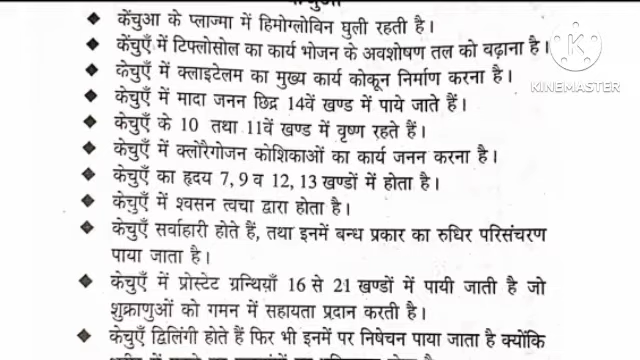 केंचुआ के प्लाज्मा में हिमोग्लोविन घुली रहती है।
केंचुएँ में टिफ्लोसोल का कार्य भोजन के अवशोषण तल को वढ़ाना है।
केचुएँ में क्लाइटेलम का मुख्य कार्य कोकून निर्माण करना है।
केचुएँ में मादा जनन छिद्र 14वें खण्ड में पाये जाते हैं।
केचुएँ के 10 तथा 11वें खण्ड में वृष्ण रहते हैं।
केचुएँ में क्लोरैगोजन कोशिकाओं का कार्य जनन करना है।
केचुएँ का हृदय 7, 9 व 12, 13 खण्डों में होता है।
केचुएँ में श्वसन त्वचा द्वारा होता है।
केचुएँ सर्वाहारी होते हैं, तथा इनमें बन्ध प्रकार का रुधिर परिसंचरण
पाया जाता है।
केचुएँ में प्रोस्टेट ग्रन्थियाँ 16 से 21 खण्डों में पायी जाती है जो
शुक्राणुओं को गमन में सहायता प्रदान करती है।
केचुएँ द्विलिंगी होते हैं फिर भी इनमें पर निषेचन पाया जाता है क्योंकि
KINEMASTER